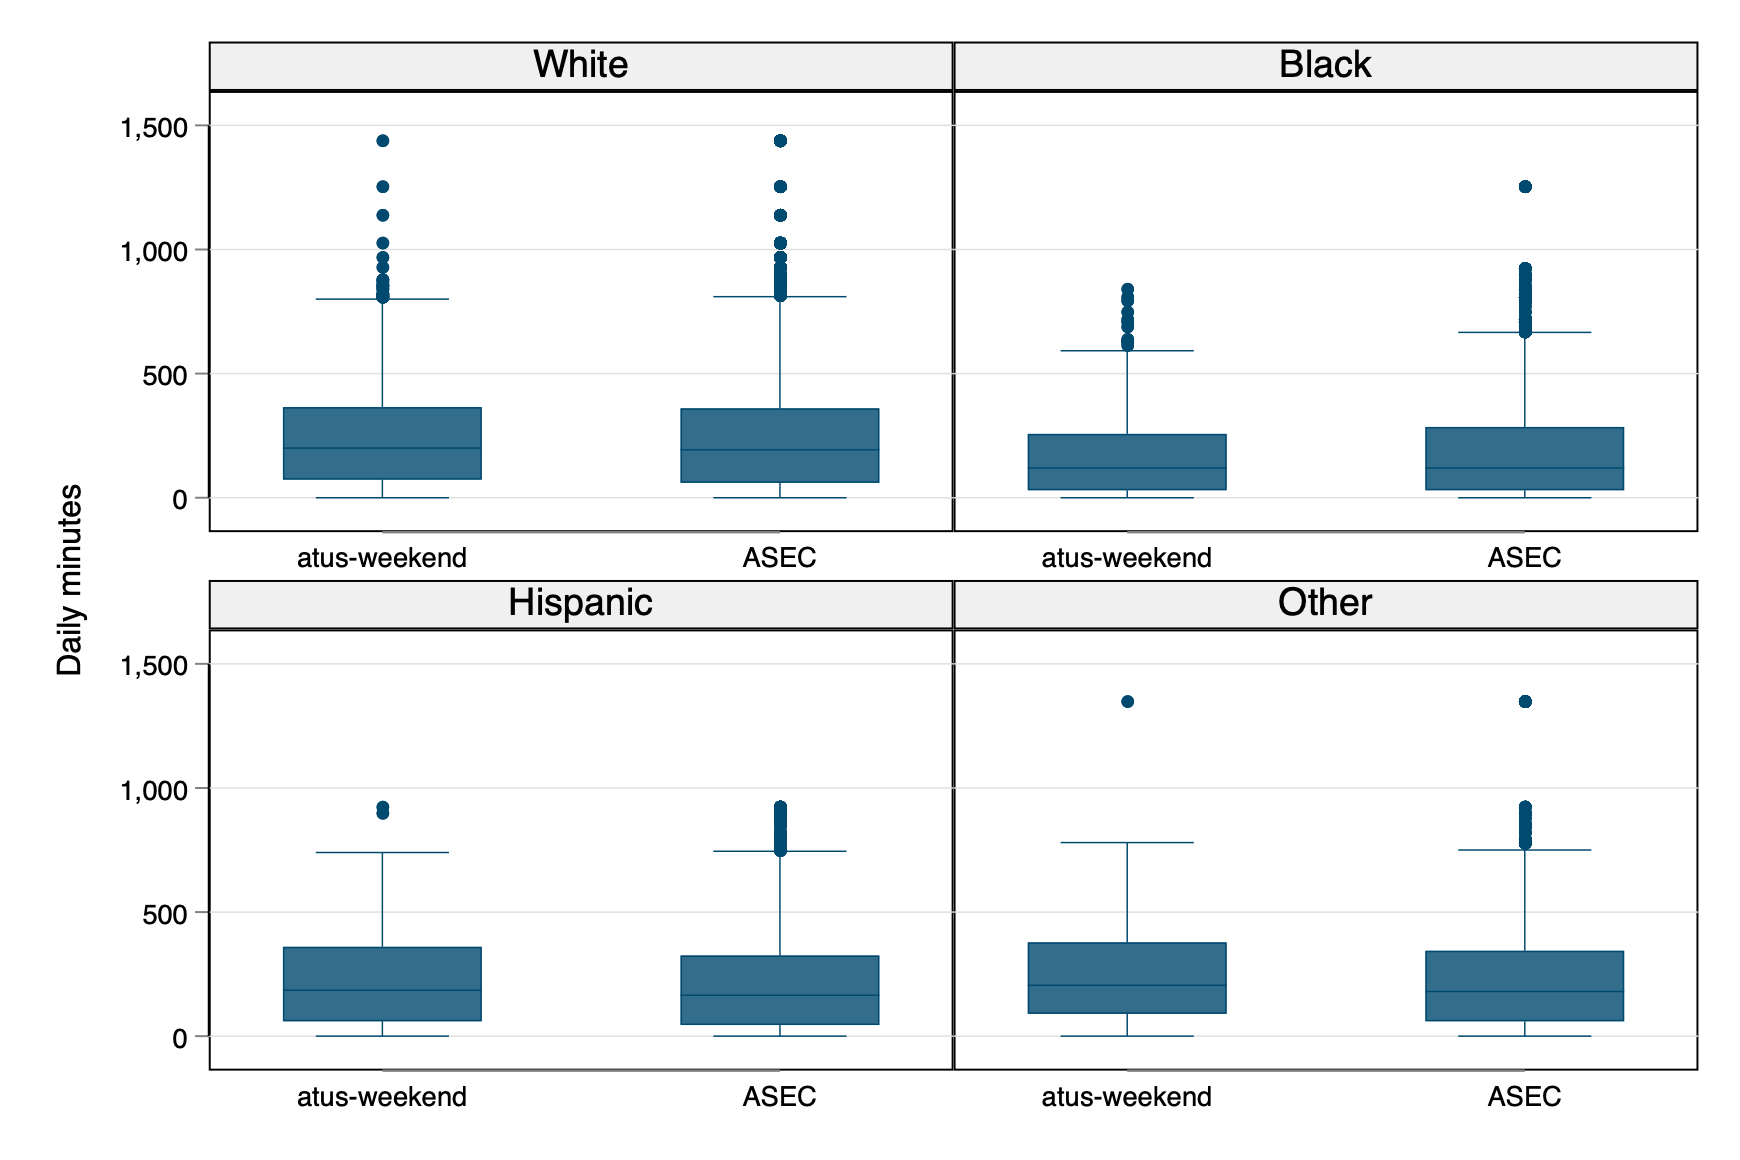 White
Black
1,500
1,000
500
0
atus-weekend
ASEC
atus-weekend
ASEC
Daily minutes
Hispanic
Other
1,500
1,000
500
0
atus-weekend
ASEC
atus-weekend
ASEC